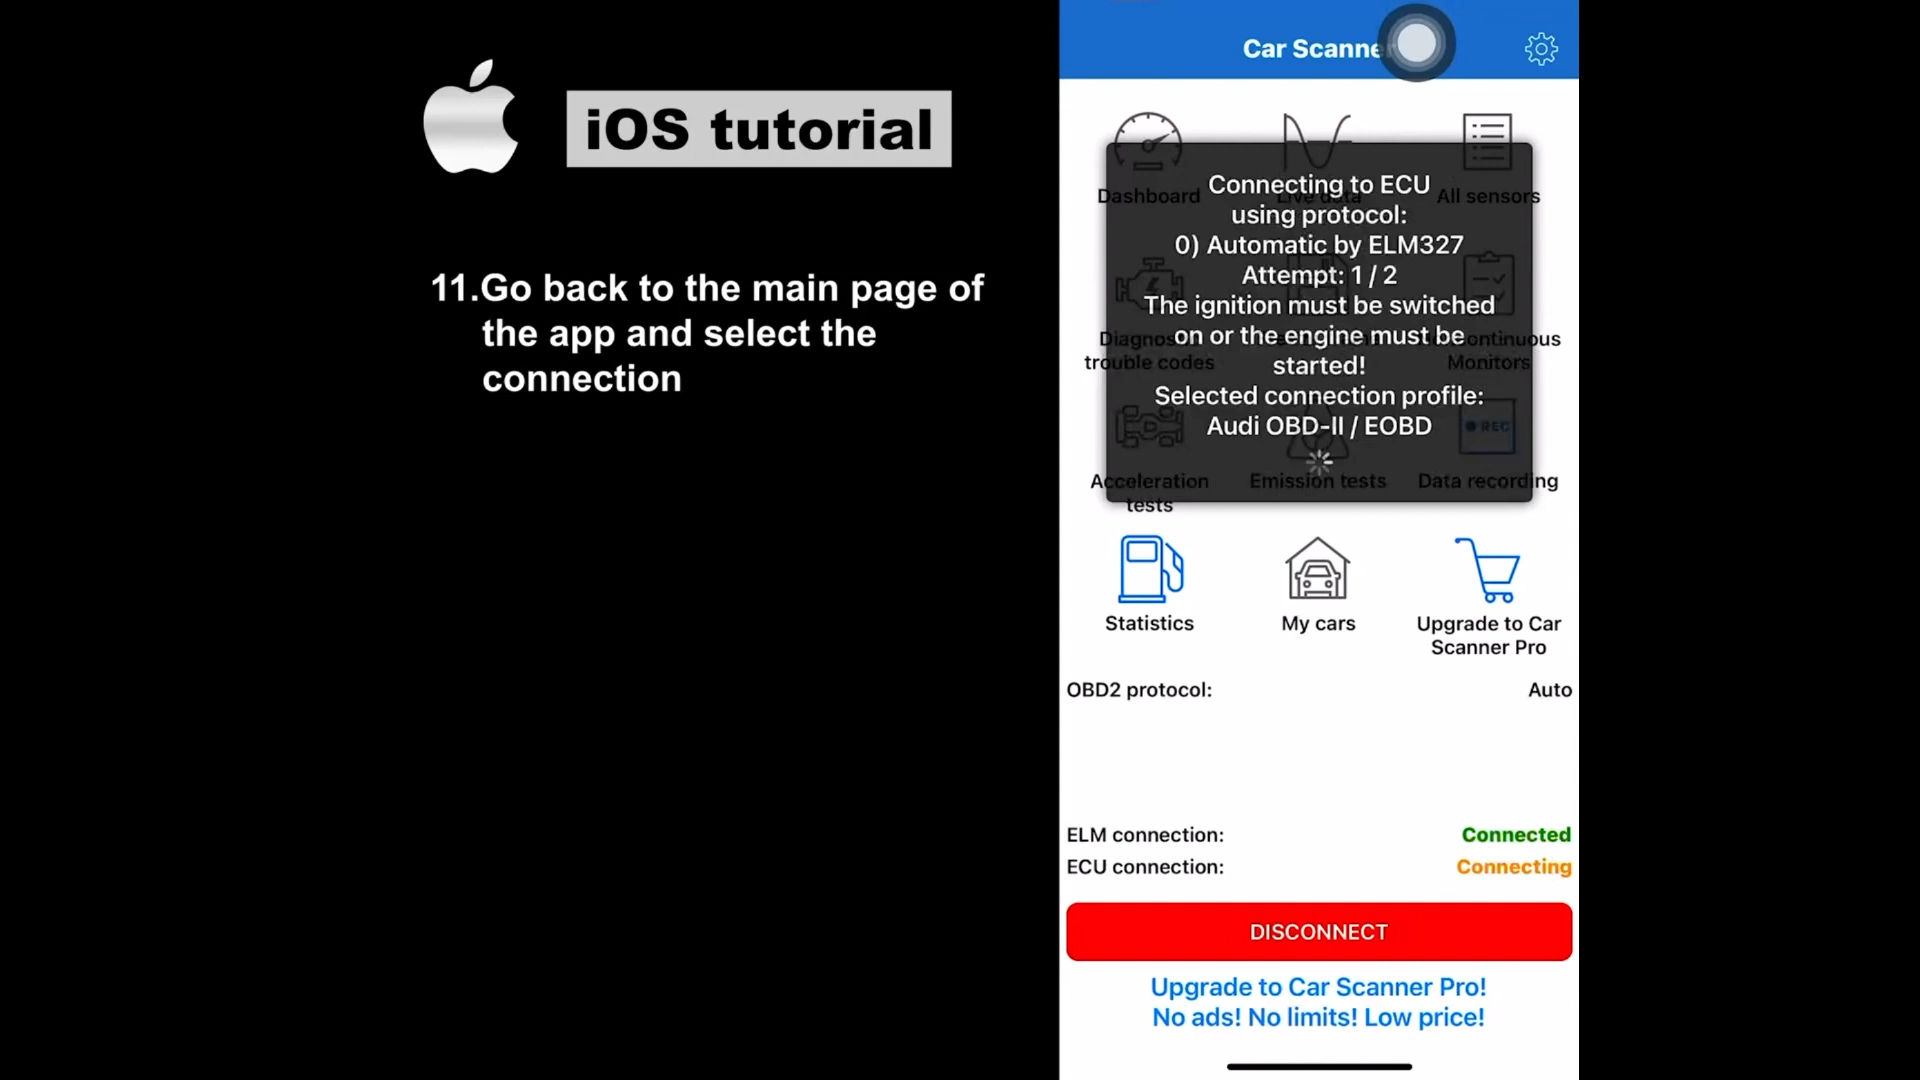 iOS tutorial
11.Go back to the main page of
the app and select the
connection
Car Scanne
Connecting to ECU
using protocol:
0) Automatic by ELM327
Attempt: 1 / 2
The ignition must be switched
on or the engine must be
started!
Selected connection profile:
Audi OBD-II / EOBD
Dashboard
Live data
All sensors
trouble codes
Monitors
REC
Acceleration
tests
Emission tests
Data recording
Statistics
My cars
Upgrade to Car
Scanner Pro
OBD2 protocol:
Auto
ELM connection:
Connected
ECU connection:
Connecting
DISCONNECT
Upgrade to Car Scanner Pro!
No ads! No limits! Low price!